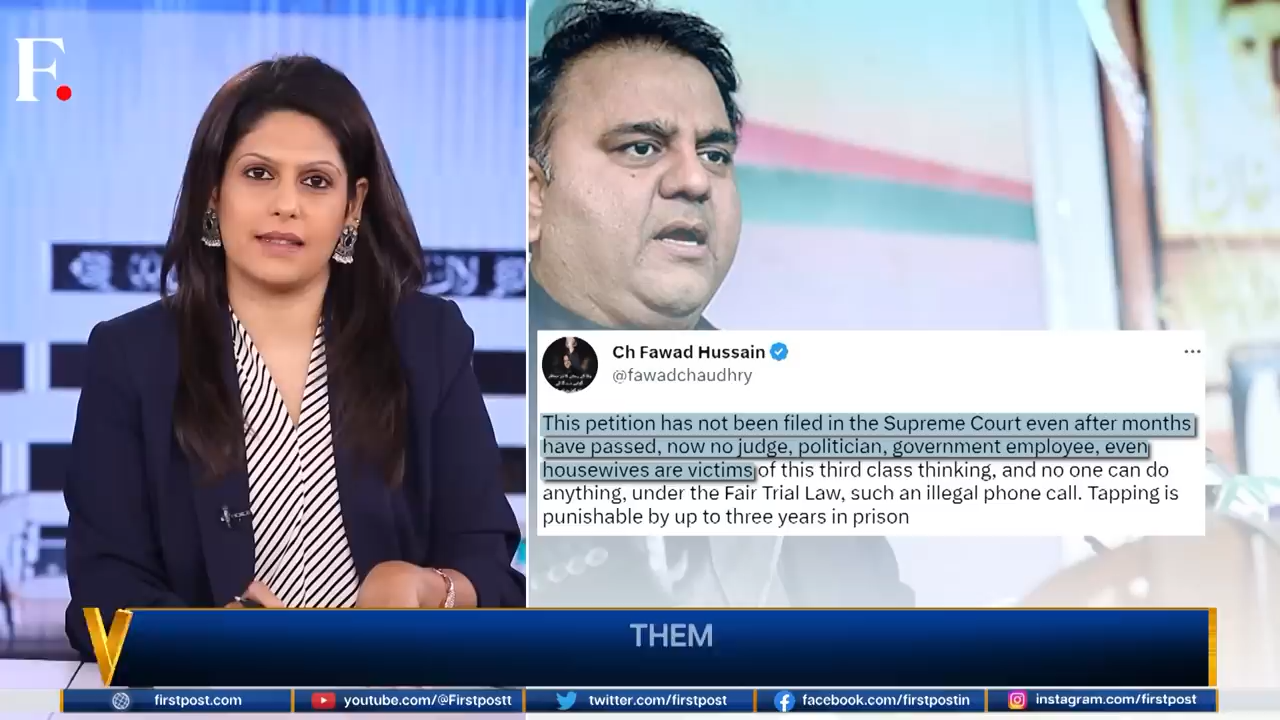 F.
Ch Fawad Hussain
@fawadchaudhry
This petition has not been filed in the Supreme Court even after months
have passed, now no judge, politician, government employee, even
housewives are victims of this third class thinking, and no one can do
anything, under the Fair Trial Law, such an illegal phone call. Tapping is
punishable by up to three years in prison
V
THEM
firstpost.com
youtube.com/@Firstpostt
twitter.com/firstpost
facebook.com/firstpostin
instagram.com/firstpost